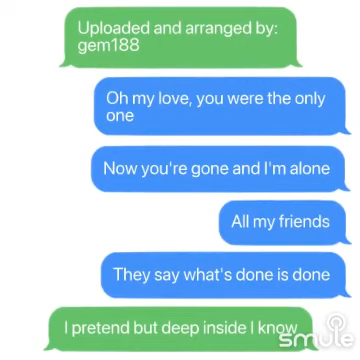 Uploaded and arranged by:
gem188
Oh my love, you were the only
one
Now you're gone and I'm alone
All my friends
They say what's done is done
I pretend but deep inside I know
smule